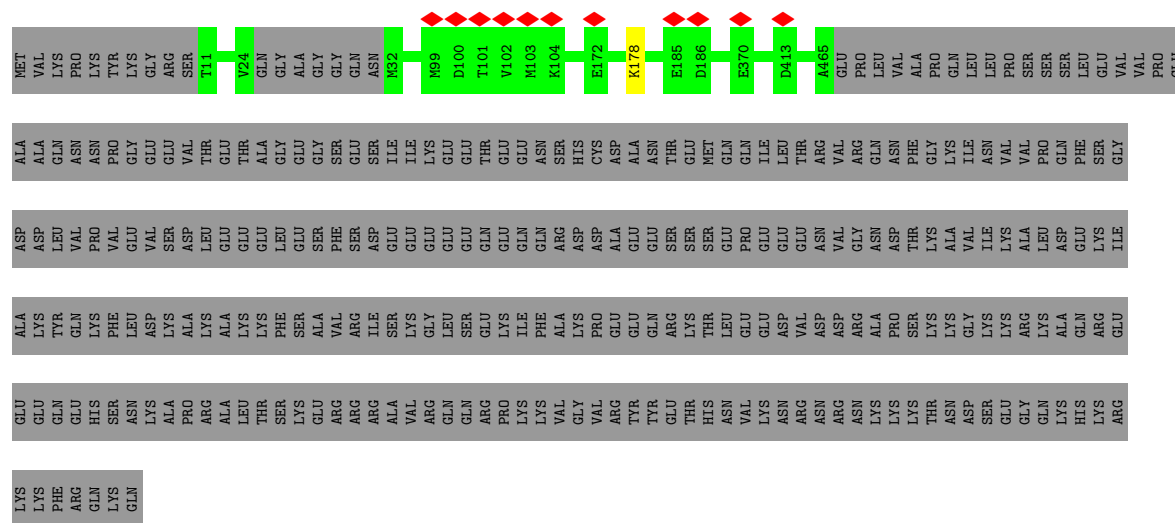 MET VAL LYS PRO LYS TYR LYS GLY ARG SER T11 V24 GLN GLY ALA GLY GLY GLN ASN M32 M99 D100 T101 V102 M103 K104 E172 K178 E185 D186 E370 D413 A465 GLU PRO LEU VAL ALA PRO GLN LEU LEU PRO SER SER SER LEU GLU VAL VAL PRO GLU
ALA ALA GLN ASN ASN PRO GLY GLU GLU VAL THR GLU THR ALA GLY GLU GLY SER GLU SER ILE ILE LYS GLU GLU THR GLU GLU ASN SER HIS CYS ASP ALA ASN THR GLU MET GLN GLN ILE LEU THR ARG VAL ARG GLN ASN PHE GLY LYS ILE ASN VAL VAL PRO GLN PHE SER GLY
ASP ASP LEU VAL PRO VAL GLU VAL SER ASP LEU GLU GLU GLU LEU GLU SER PHE SER ASP GLU GLU GLU GLU GLN GLU GLN GLN ARG ASP ASP ALA GLU GLU SER SER SER GLU PRO GLU GLU GLU ASN VAL GLY ASN ASP THR LYS ALA VAL ILE LYS ALA LEU ASP GLU LYS ILE
ALA LYS TYR GLN LYS PHE LEU ASP LYS ALA LYS ALA LYS LYS PHE SER ALA VAL ARG ILE SER LYS GLY LEU SER GLU LYS ILE PHE ALA LYS PRO GLU GLU GLN ARG LYS THR LEU GLU GLU ASP VAL ASP ASP ARG ALA PRO SER LYS LYS GLY LYS LYS ARG LYS ALA GLN ARG GLU
GLU GLU GLN GLU HIS SER ASN LYS ALA PRO ARG ALA LEU THR SER LYS GLU ARG ARG ARG ALA VAL ARG GLN GLN ARG PRO LYS LYS VAL GLY VAL ARG TYR TYR GLU THR HIS ASN VAL LYS ASN ARG ASN ARG ASN LYS LYS LYS THR ASN ASP SER GLU GLY GLN LYS HIS LYS ARG
LYS LYS PHE ARG GLN LYS GLN